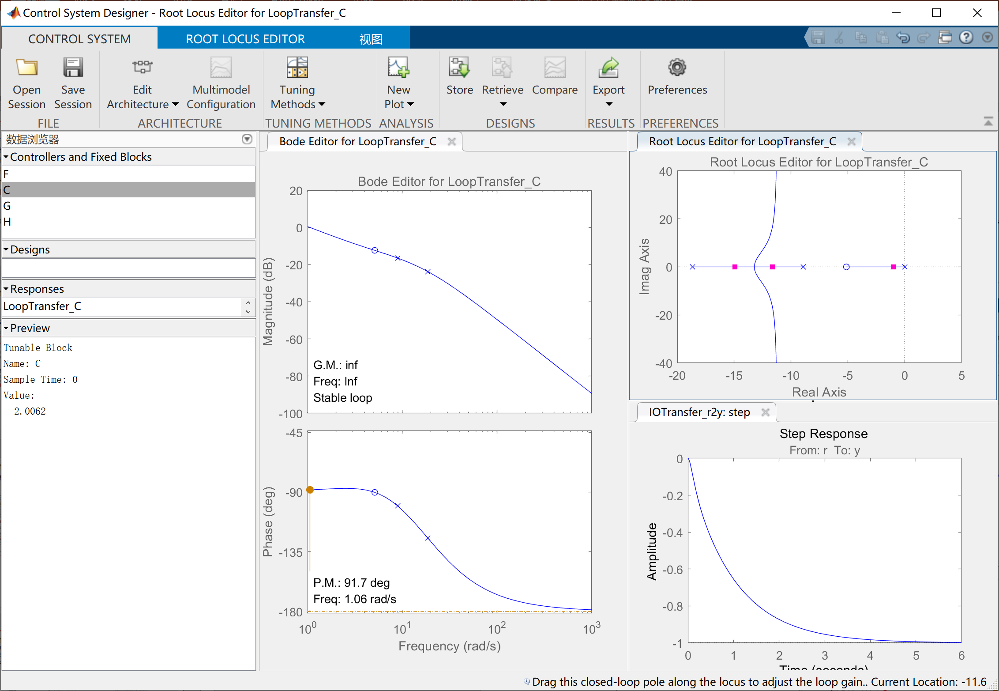 Control System Designer - Root Locus Editor for LoopTransfer_C
CONTROL SYSTEM
ROOT LOCUS EDITOR
视图
Open Session
Save Session
Edit Architecture
Multimodel Configuration
Tuning Methods
New Plot
Store
Retrieve
Compare
Export
Preferences
FILE
ARCHITECTURE
TUNING METHODS
ANALYSIS
DESIGNS
RESULTS
PREFERENCES
数据浏览器
Controllers and Fixed Blocks
F
C
G
H
Designs
Responses
LoopTransfer_C
Preview
Tunable Block
Name: C
Sample Time: 0
Value:
2.0062
Bode Editor for LoopTransfer_C
Bode Editor for LoopTransfer_C
Magnitude (dB)
20
0
-20
-40
-60
-80
-100
G.M.: inf
Freq: Inf
Stable loop
Phase (deg)
-45
-90
-135
-180
P.M.: 91.7 deg
Freq: 1.06 rad/s
10^0 10^1 10^2 10^3
Frequency (rad/s)
Root Locus Editor for LoopTransfer_C
Root Locus Editor for LoopTransfer_C
Imag Axis
40
20
0
-20
-40
-20 -15 -10 -5 0 5
Real Axis
IOTransfer_r2y: step
Step Response
From: r To: y
Amplitude
0
-0.2
-0.4
-0.6
-0.8
-1
0 1 2 3 4 5 6
Time (seconds)
Drag this closed-loop pole along the locus to adjust the loop gain.. Current Location: -11.6